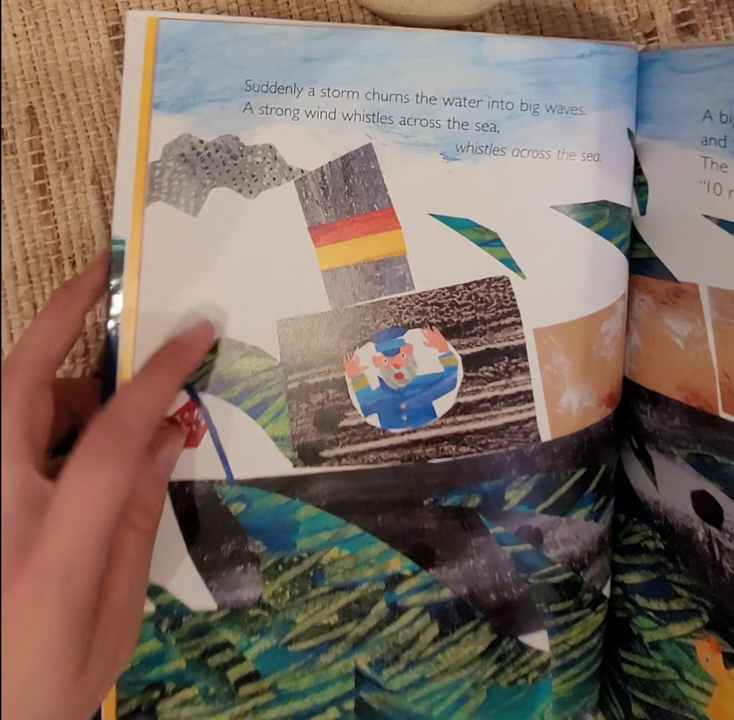 Suddenly a storm churns the water into big waves.
A strong wind whistles across the sea,
whistles across the sea.
A
and
The
"10